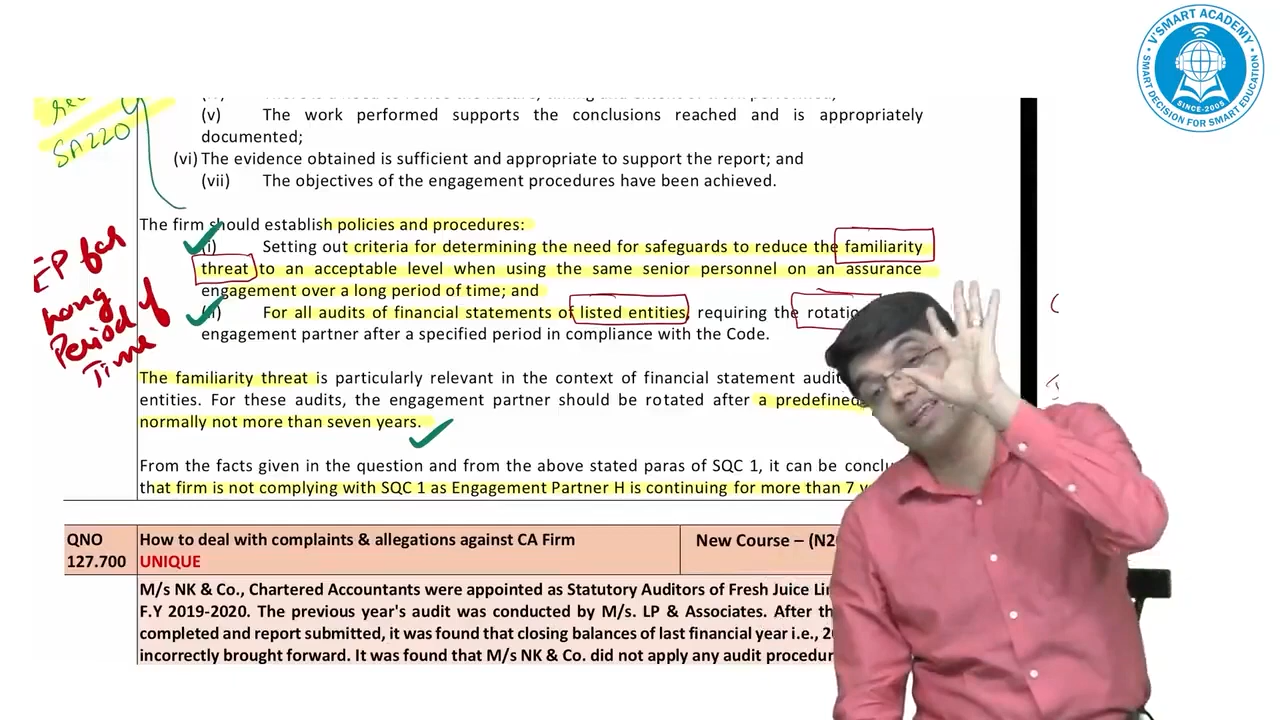 V'SMART ACADEMY
SMART DECISION FOR SMART EDUCATION
SINCE-2005
SA220
(v) The work performed supports the conclusions reached and is appropriately
documented;
(vi) The evidence obtained is sufficient and appropriate to support the report; and
(vii) The objectives of the engagement procedures have been achieved.
The firm should establish policies and procedures:
(i) Setting out criteria for determining the need for safeguards to reduce the familiarity
threat to an acceptable level when using the same senior personnel on an assurance
engagement over a long period of time; and
For all audits of financial statements of listed entities, requiring the
engagement partner after a specified period in compliance with the Code.
EP for
Long
Period of
Time
The familiarity threat is particularly relevant in the context of financial statement
entities. For these audits, the engagement partner should be rotated after a predefined
normally not more than seven years.
From the facts given in the question and from the above stated paras of SQC 1, it can be
that firm is not complying with SQC 1 as Engagement Partner H is continuing for more than 7
QNO How to deal with complaints & allegations against CA Firm New Course –
127.700 UNIQUE
M/s NK & Co., Chartered Accountants were appointed as Statutory Auditors of Fresh Juice
F.Y 2019-2020. The previous year's audit was conducted by M/s. LP & Associates. After
completed and report submitted, it was found that closing balances of last financial year i.e.,
incorrectly brought forward. It was found that M/s NK & Co. did not apply any audit